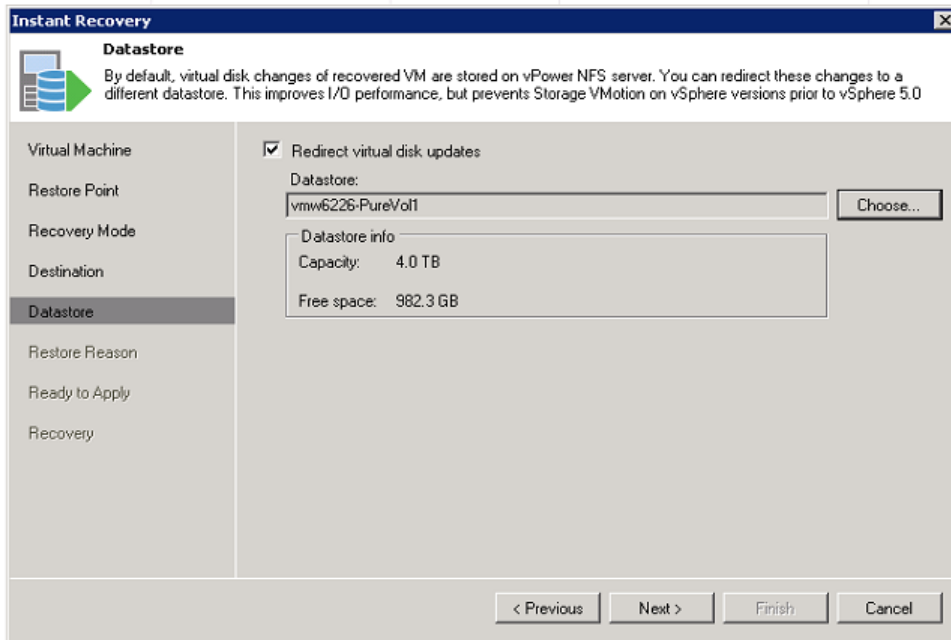 Instant Recovery
Datastore
By default, virtual disk changes of recovered VM are stored on vPower NFS server. You can redirect these changes to a
different datastore. This improves I/O performance, but prevents Storage VMotion on vSphere versions prior to vSphere 5.0
Virtual Machine
Restore Point
Recovery Mode
Destination
Datastore
Restore Reason
Ready to Apply
Recovery
Redirect virtual disk updates
Datastore:
vmw6226-PureVol1
Choose...
Datastore info
Capacity: 4.0 TB
Free space: 982.3 GB
< Previous
Next >
Finish
Cancel